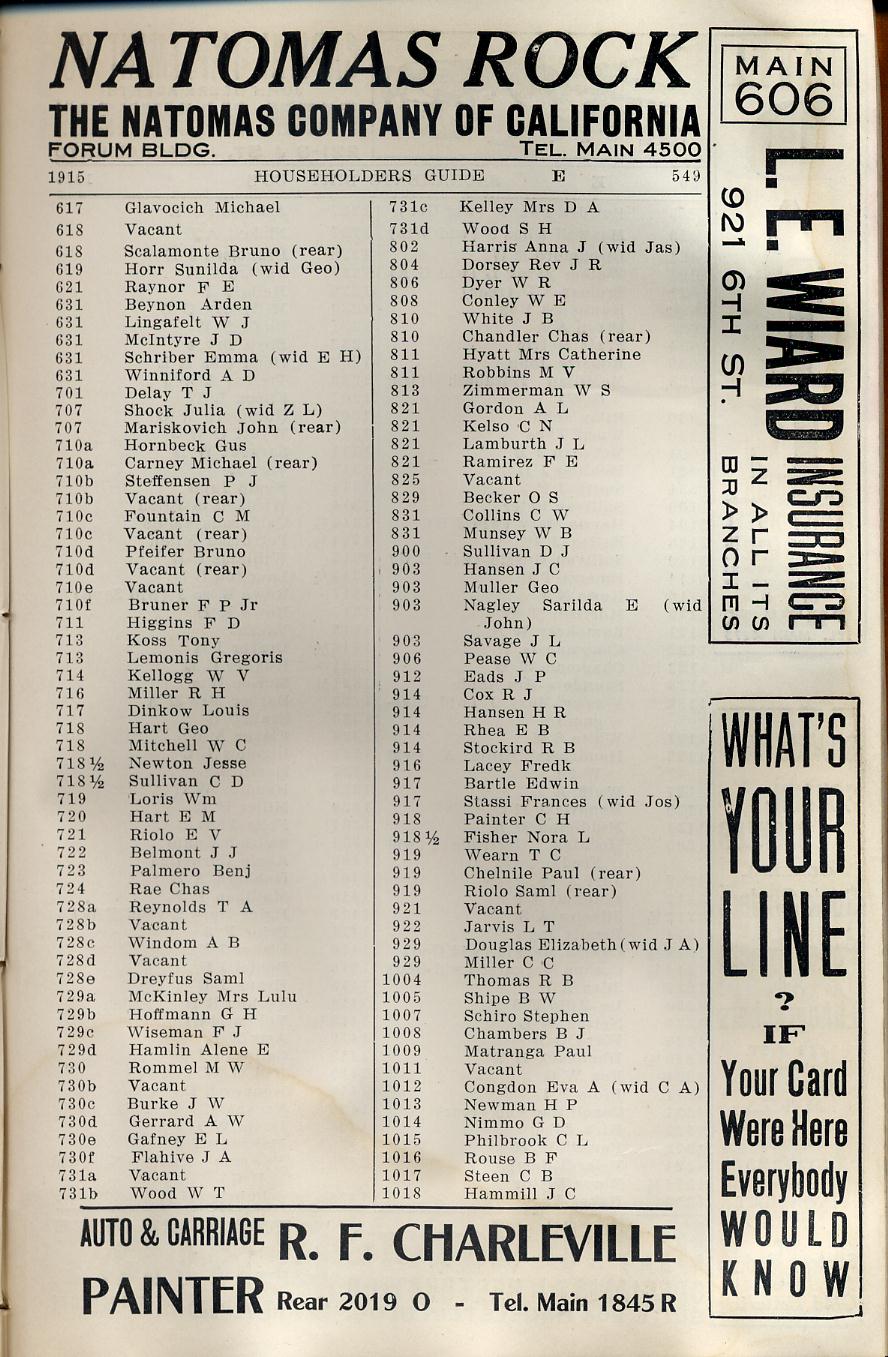 NATOMAS ROCK
THE NATOMAS COMPANY OF CALIFORNIA
FORUM BLDG. TEL. MAIN 4500
1915 HOUSEHOLDERS GUIDE E 549
617 Glavocich Michael
618 Vacant
618 Scalamonte Bruno (rear)
619 Horr Sunilda (wid Geo)
621 Raynor F E
631 Beynon Arden
631 Lingafelt W J
631 McIntyre J D
631 Schriber Emma (wid E H)
631 Winniford A D
701 Delay T J
707 Shock Julia (wid Z L)
707 Mariskovich John (rear)
710a Hornbeck Gus
710a Carney Michael (rear)
710b Steffensen P J
710b Vacant (rear)
710c Fountain C M
710c Vacant (rear)
710d Pfeifer Bruno
710d Vacant (rear)
710e Vacant
710f Bruner F P Jr
711 Higgins F D
713 Koss Tony
713 Lemonis Gregoris
714 Kellogg W V
716 Miller R H
717 Dinkow Louis
718 Hart Geo
718 Mitchell W C
718½ Newton Jesse
718½ Sullivan C D
719 Loris Wm
720 Hart E M
721 Riolo E V
722 Belmont J J
723 Palmero Benj
724 Rae Chas
728a Reynolds T A
728b Vacant
728c Windom A B
728d Vacant
728e Dreyfus Saml
729a McKinley Mrs Lulu
729b Hoffmann G H
729c Wiseman F J
729d Hamlin Alene E
730 Rommel M W
730b Vacant
730c Burke J W
730d Gerrard A W
730e Gafney E L
730f Flahive J A
731a Vacant
731b Wood W T
731c Kelley Mrs D A
731d Wood S H
802 Harris Anna J (wid Jas)
804 Dorsey Rev J R
806 Dyer W R
808 Conley W E
810 White J B
810 Chandler Chas (rear)
811 Hyatt Mrs Catherine
811 Robbins M V
813 Zimmerman W S
821 Gordon A L
821 Kelso C N
821 Lamburth J L
821 Ramirez F E
825 Vacant
829 Becker O S
831 Collins C W
831 Munsey W B
900 Sullivan D J
903 Hansen J C
903 Muller Geo
903 Nagley Sarilda E (wid
John)
903 Savage J L
906 Pease W C
912 Eads J P
914 Cox R J
914 Hansen H R
914 Rhea E B
914 Stockird R B
916 Lacey Fredk
917 Bartle Edwin
917 Stassi Frances (wid Jos)
918 Painter C H
918½ Fisher Nora L
919 Wearn T C
919 Chelnile Paul (rear)
919 Riolo Saml (rear)
921 Vacant
922 Jarvis L T
929 Douglas Elizabeth (wid J A)
929 Miller C C
1004 Thomas R B
1005 Shipe B W
1007 Schiro Stephen
1008 Chambers B J
1009 Matranga Paul
1011 Vacant
1012 Congdon Eva A (wid C A)
1013 Newman H P
1014 Nimmo G D
1015 Philbrook C L
1016 Rouse B F
1017 Steen C B
1018 Hammill J C
MAIN
606
L. E. WIARD INSURANCE
IN ALL ITS
921 6TH ST. BRANCHES
WHAT'S
YOUR
LINE
?
IF
Your Card
Were Here
Everybody
WOULD
KNOW
AUTO & CARRIAGE R. F. CHARLEVILLE
PAINTER Rear 2019 O - Tel. Main 1845 R